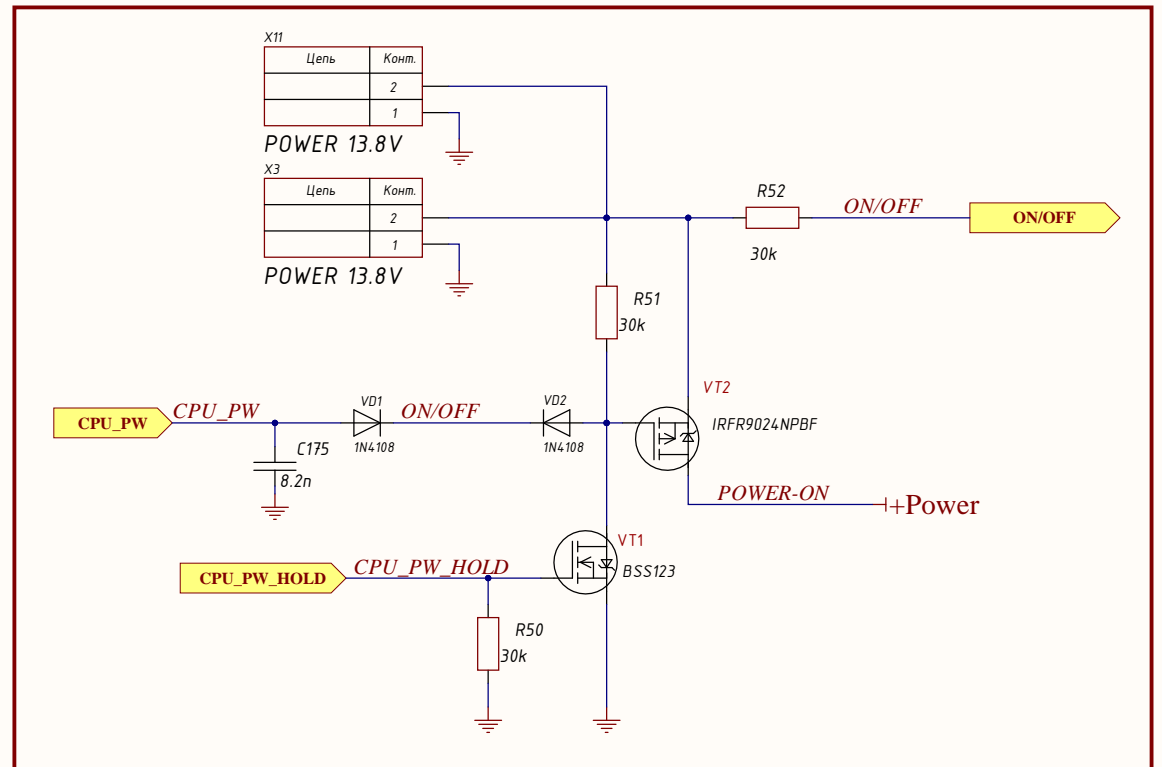 X11
Цепь Конт.
2
1
POWER 13.8V
X3
Цепь Конт.
2
1
POWER 13.8V
R52
30k
ON/OFF
ON/OFF
R51
30k
CPU_PW
CPU_PW
VD1
1N4108
ON/OFF
VD2
1N4108
VT2
IRFR9024NPBF
C175
8.2n
POWER-ON
+Power
CPU_PW_HOLD
CPU_PW_HOLD
VT1
BSS123
R50
30k